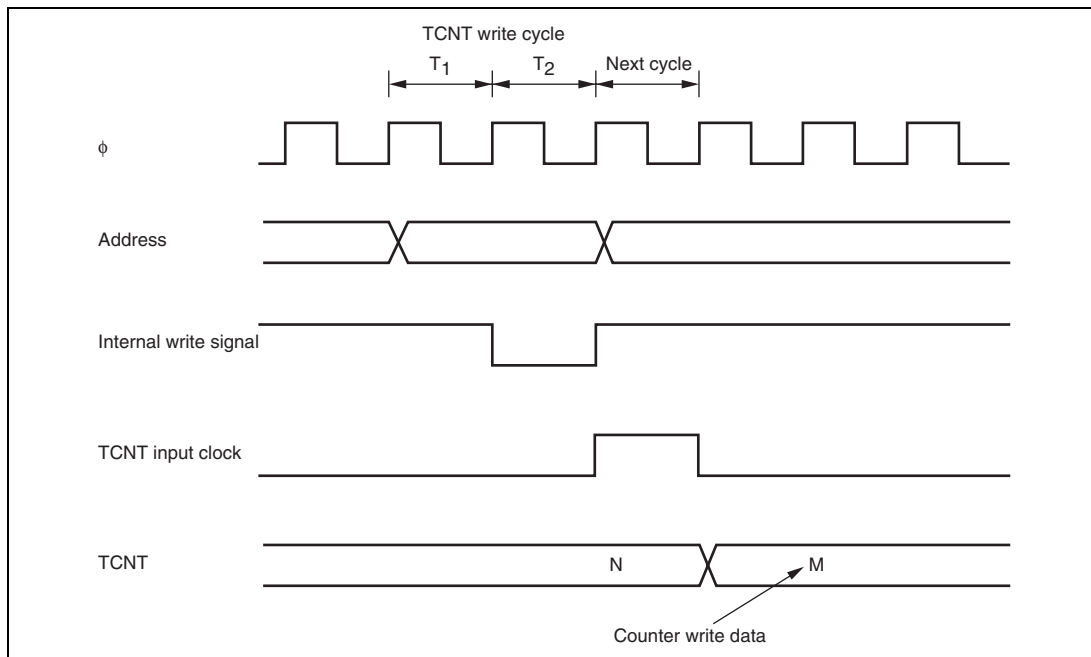 TCNT write cycle
T1 T2 Next cycle
ϕ
Address
Internal write signal
TCNT input clock
TCNT N M
Counter write data